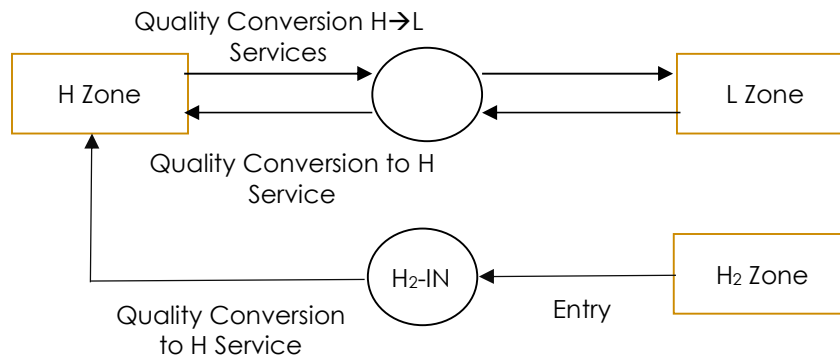 Quality Conversion H→L
Services
H Zone
L Zone
Quality Conversion to H
Service
H₂-IN
H₂ Zone
Entry
Quality Conversion
to H Service